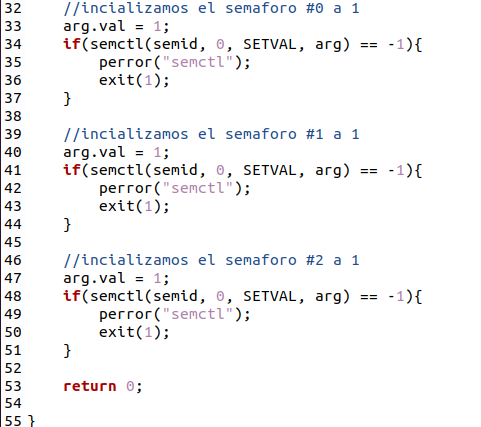 32 //incializamos el semaforo #0 a 1
33 arg.val = 1;
34 if(semctl(semid, 0, SETVAL, arg) == -1){
35 perror("semctl");
36 exit(1);
37 }
38
39 //incializamos el semaforo #1 a 1
40 arg.val = 1;
41 if(semctl(semid, 0, SETVAL, arg) == -1){
42 perror("semctl");
43 exit(1);
44 }
45
46 //incializamos el semaforo #2 a 1
47 arg.val = 1;
48 if(semctl(semid, 0, SETVAL, arg) == -1){
49 perror("semctl");
50 exit(1);
51 }
52
53 return 0;
54
55 }